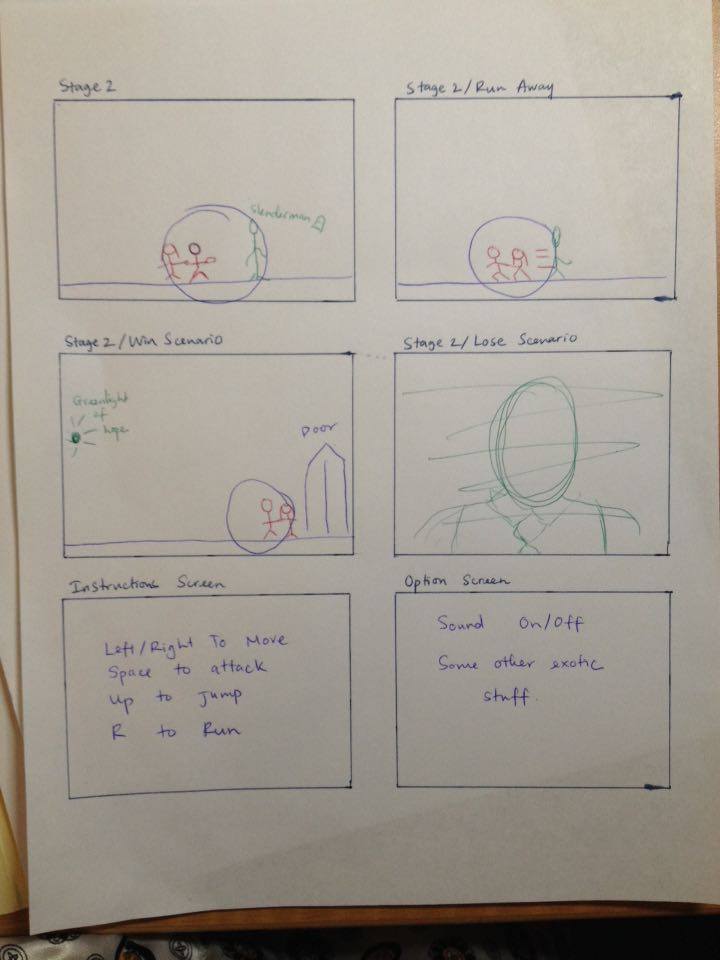 Stage 2
Slenderman
Stage 2/Run Away
Stage 2/Win Scenario
Greenlight
of
hope
Door
Stage 2/Lose Scenario
Instructions Screen
Left/Right To Move
Space to attack
Up to Jump
R to Run
Option Screen
Sound On/Off
Some other exotic
stuff.